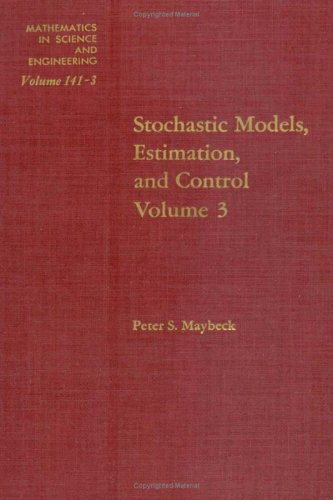 MATHEMATICS
IN SCIENCE
AND
ENGINEERING
Volume 141-3
Stochastic Models,
Estimation,
and Control
Volume 3
Peter S. Maybeck